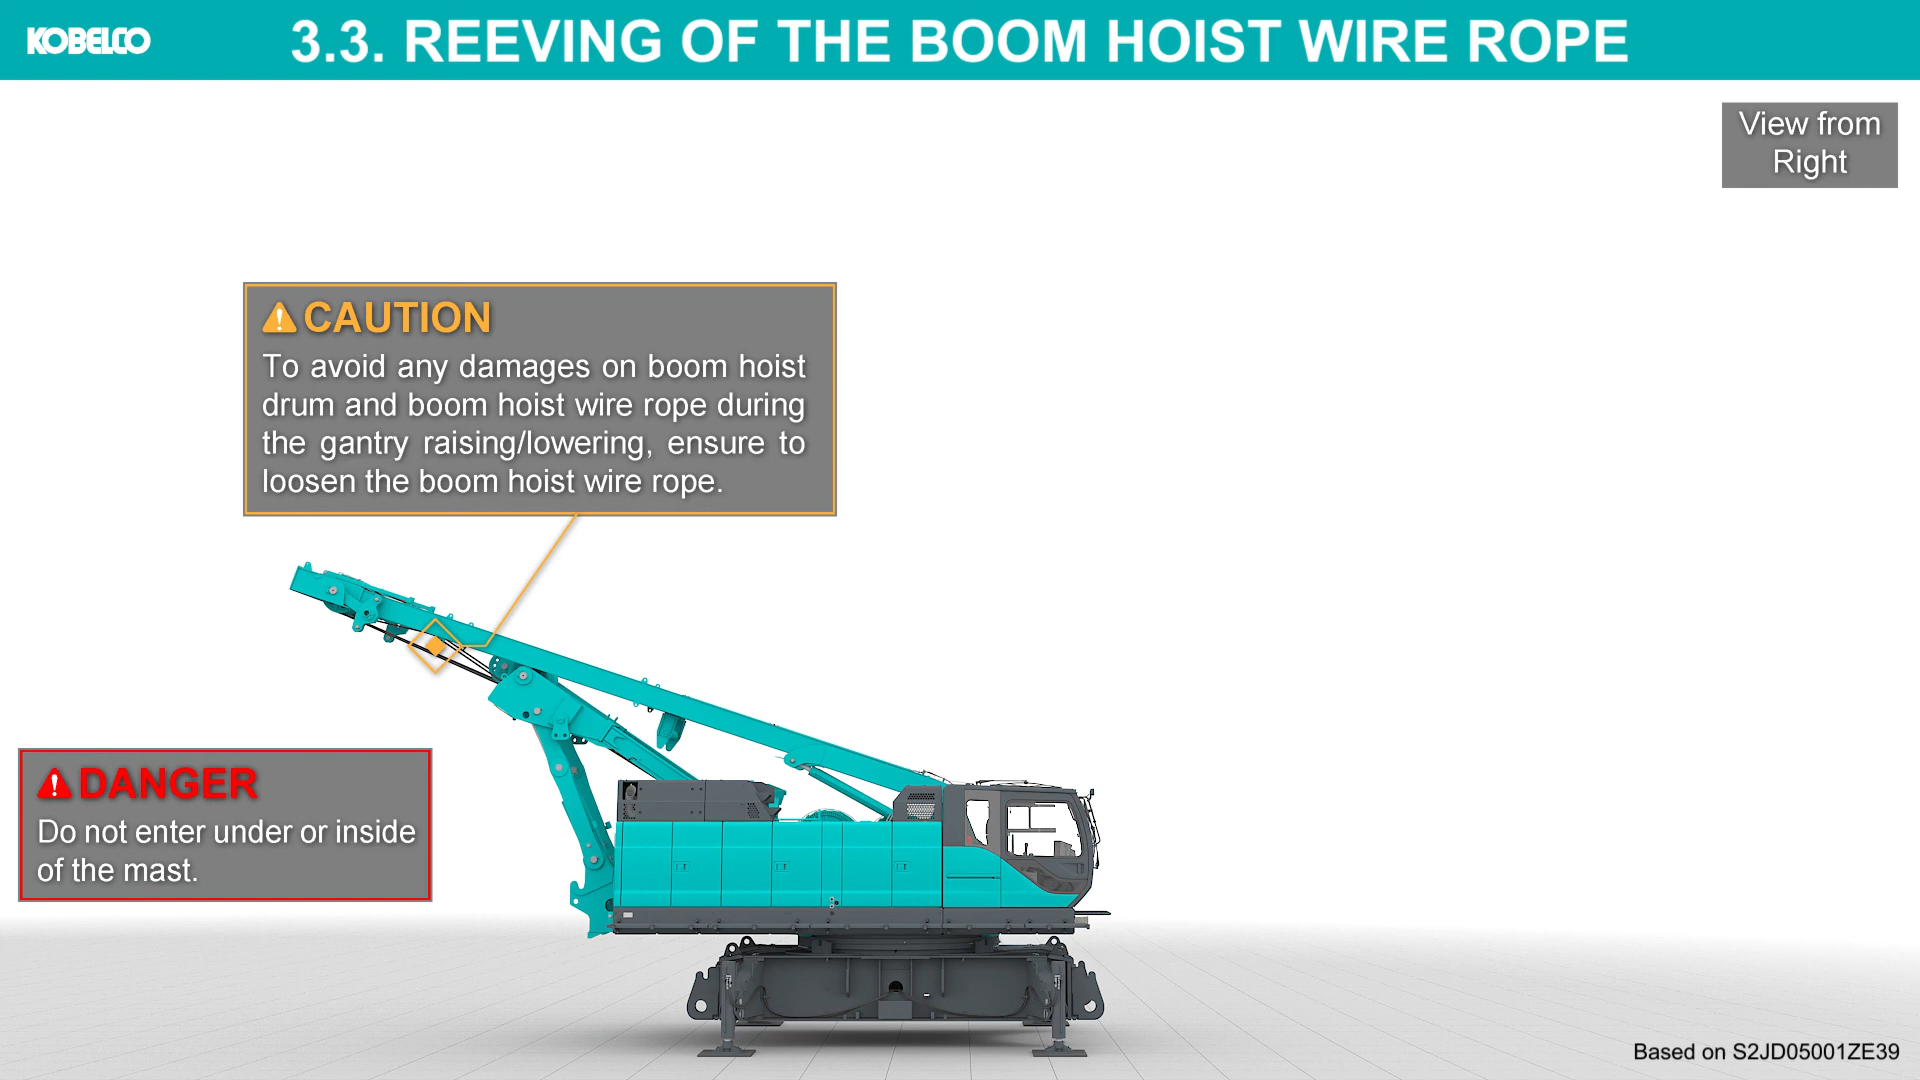 KOBELCO
3.3. REEVING OF THE BOOM HOIST WIRE ROPE
View from
Right
CAUTION
To avoid any damages on boom hoist
drum and boom hoist wire rope during
the gantry raising/lowering, ensure to
loosen the boom hoist wire rope.
DANGER
Do not enter under or inside
of the mast.
Based on S2JD05001ZE39